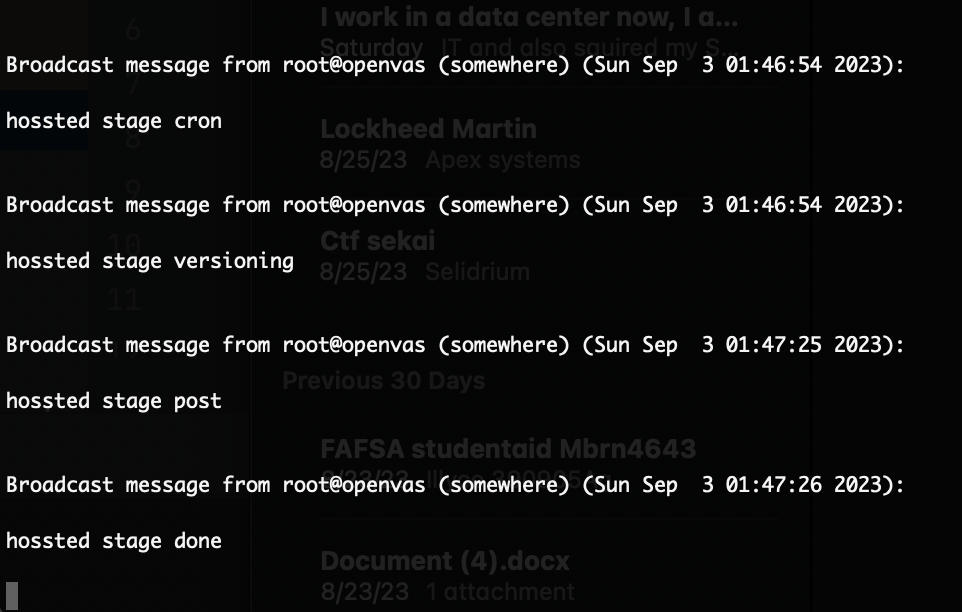 6
I work in a data center now, I a...
Saturday IT and also squired my S...
Broadcast message from root@openvas (somewhere) (Sun Sep  3 01:46:54 2023):
7
Lockheed Martin
hossted stage cron
8
8/25/23 Apex systems
9
Broadcast message from root@openvas (somewhere) (Sun Sep  3 01:46:54 2023):
10
Ctf sekai
hossted stage versioning
8/25/23 Selidrium
11
Broadcast message from root@openvas (somewhere) (Sun Sep  3 01:47:25 2023):
Previous 30 Days
hossted stage post
FAFSA studentaid Mbrn4643
8/23/23
Broadcast message from root@openvas (somewhere) (Sun Sep  3 01:47:26 2023):
hossted stage done
Document (4).docx
8/23/23 1 attachment